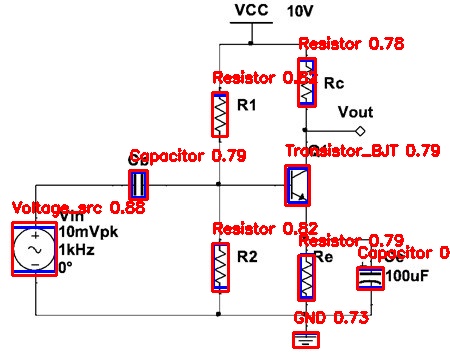 VCC 10V
Resistor 0.78
Resistor 0.82
Rc
R1
Vout
Capacitor 0.79
Transistor_BJT 0.79
Voltage_src 0.88
Vin
10mVpk
1kHz
0°
Resistor 0.82
R2
Resistor 0.79
Re
Capacitor 0
100uF
GND 0.73